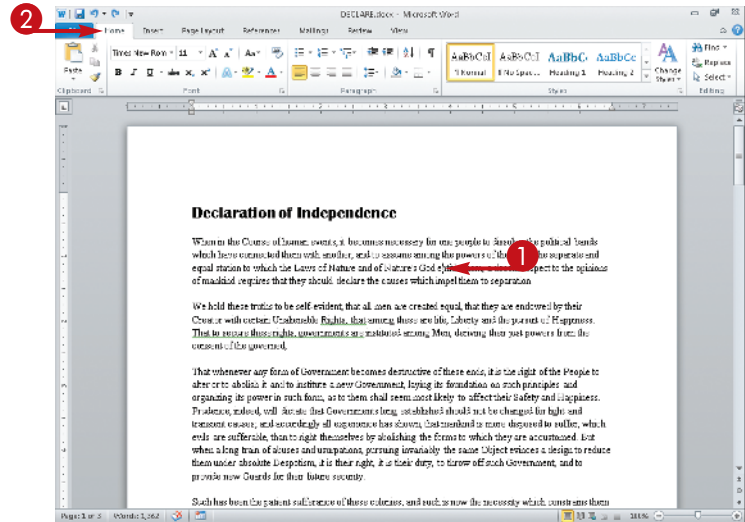 2
DECLARE.docx - Microsoft Word
Home Insert Page Layout References Mailings Review View
Times New Rom 11 Aa
Find
AaBbCcI AaBbCcI AaBbC AaBbCc
Replace
Paste B I U abc x, x² A
¶ Normal ¶ No Spac... Heading 1 Heading 2 Change Styles Select
Clipboard Font Paragraph Styles Editing
Declaration of Independence
When in the Course of human events, it becomes necessary for one people to dissolve the political bands
which have connected them with another, and to assume among the powers of the separate and
1
equal station to which the Laws of Nature and of Nature's God respect to the opinions
of mankind requires that they should declare the causes which impel them to separation
We hold these truths to be self-evident, that all men are created equal, that they are endowed by their
Creator with certain Unalienable Rights, that among these are life, Liberty and the pursuit of Happiness.
That to secure these rights, governments are instituted among Men, deriving their just powers from the
consent of the governed,
That whenever any form of Government becomes destructive of these ends, it is the right of the People to
alter or to abolish it and to institute a new Government, laying its foundation on such principles and
organizing its power in such form, as to them shall seem most likely to affect their Safety and Happiness.
Prudence, indeed, will dictate that Governments long established should not be changed for light and
transient causes, and accordingly all experience has shown, that mankind is more disposed to suffer, which
evils are sufferable, than to right themselves by abolishing the forms to which they are accustomed. But
when a long train of abuses and usurpations, pursuing invariably the same Object evinces a design to reduce
them under absolute Despotism, it is their right, it is their duty, to throw off such Government, and to
provide new Guards for their future security.
Such has been the patient sufferance of these colonies, and such is now the necessity which constrains them
Page: 1 of 3 Words: 1,362 100%